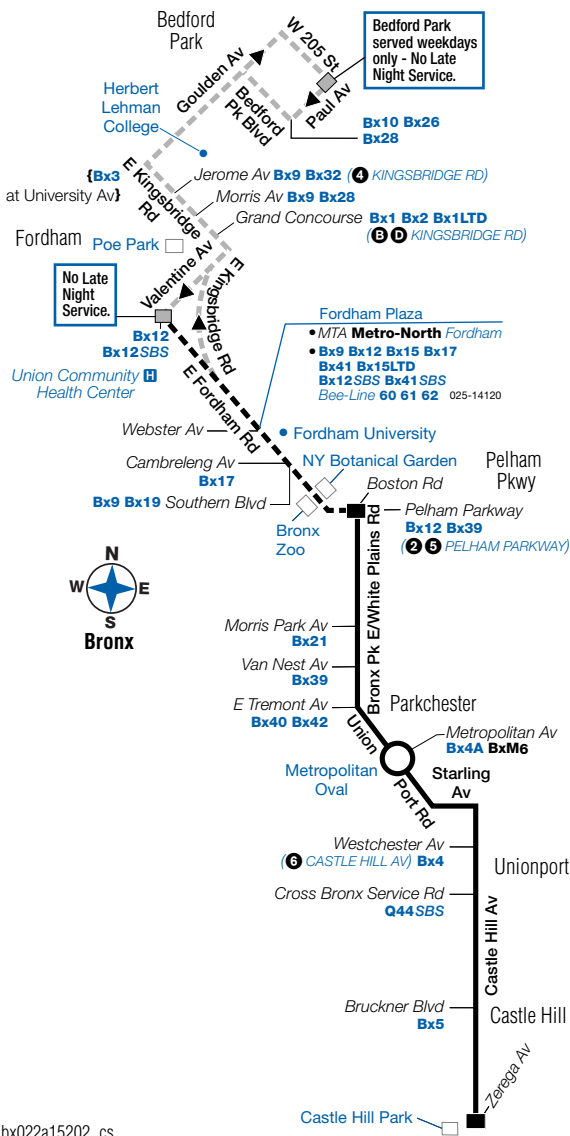 Bedford
Park
W 205 St
Bedford Park
served weekdays
only - No Late
Night Service.
Goulden Av
Paul Av
Bedford
Pk Blvd
Bx10 Bx26
Bx28
Herbert
Lehman
College
{Bx3
at University Av}
E Kingsbridge
Rd
Jerome Av Bx9 Bx32 (4 KINGSBRIDGE RD)
Morris Av Bx9 Bx28
Grand Concourse Bx1 Bx2 Bx1LTD
(B D KINGSBRIDGE RD)
Fordham
Poe Park
Valentine Av
E Kingsbridge Rd
No Late
Night
Service.
Bx12
Bx12SBS
Union Community H
Health Center
E Fordham Rd
Fordham Plaza
• MTA Metro-North Fordham
• Bx9 Bx12 Bx15 Bx17
Bx41 Bx15LTD
Bx12SBS Bx41SBS
Bee-Line 60 61 62 025-14120
Webster Av
Fordham University
Cambreleng Av
Bx17
NY Botanical Garden
Bx9 Bx19 Southern Blvd
Bronx
Zoo
Boston Rd
Pelham
Pkwy
Pelham Parkway
Bx12 Bx39
(2 5 PELHAM PARKWAY)
N
W E
S
Bronx
Bronx Pk E/White Plains Rd
Morris Park Av
Bx21
Van Nest Av
Bx39
E Tremont Av
Bx40 Bx42
Parkchester
Union
Port Rd
Metropolitan Av
Bx4A BxM6
Metropolitan
Oval
Starling
Av
Westchester Av
(6 CASTLE HILL AV) Bx4
Unionport
Cross Bronx Service Rd
Q44SBS
Castle Hill Av
Bruckner Blvd
Bx5
Castle Hill
Zerega Av
Castle Hill Park
bx022a15202_cs